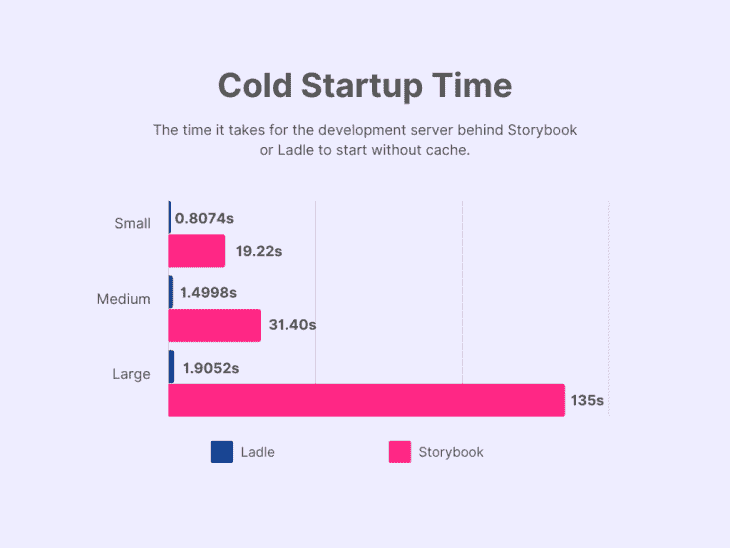 Cold Startup Time
The time it takes for the development server behind Storybook
or Ladle to start without cache.
Small
0.8074s
19.22s
Medium
1.4998s
31.40s
Large
1.9052s
135s
Ladle
Storybook